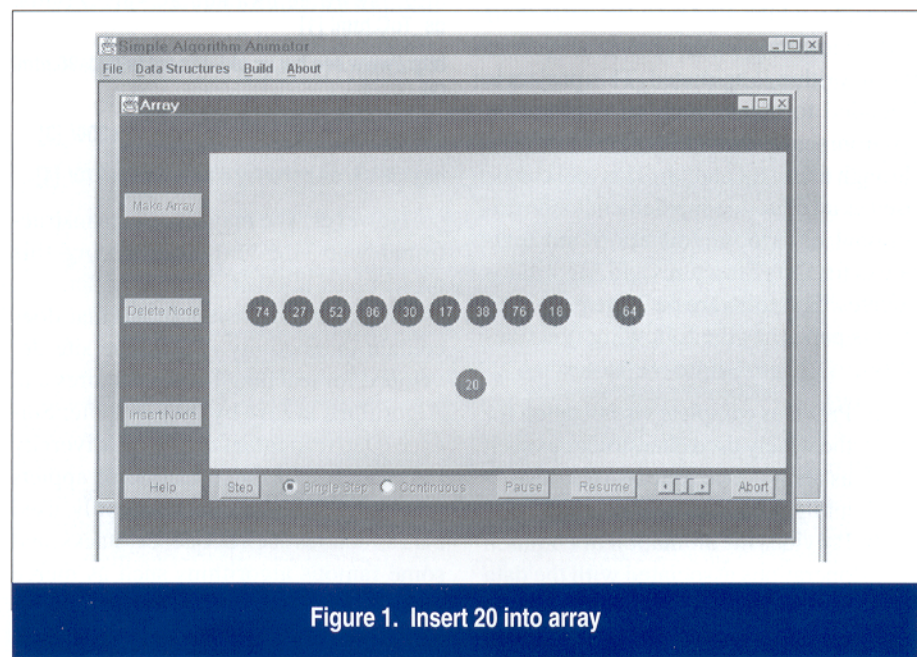 Simple Algorithm Animator
File Data Structures Build About
Array
Make Array
74 27 52 86 30 17 38 76 18 64
Delete Node
20
Insert Node
Help Step Single Step Continuous Pause Resume Abort
Figure 1. Insert 20 into array